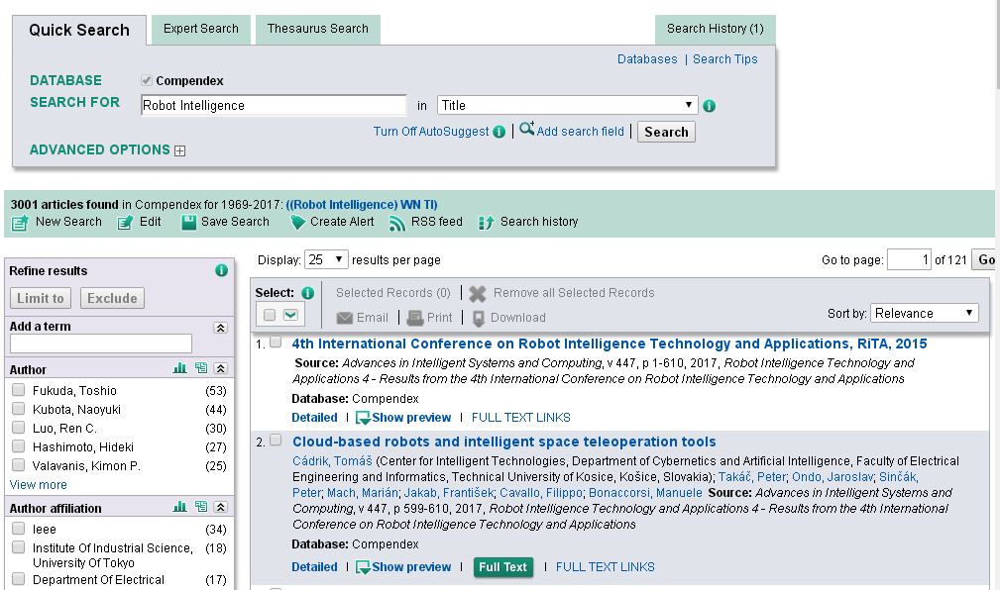 Quick Search
Expert Search
Thesaurus Search
Search History (1)
Databases | Search Tips
DATABASE
Compendex
SEARCH FOR
Robot Intelligence
in
Title
Turn Off AutoSuggest
Add search field
Search
ADVANCED OPTIONS
3001 articles found in Compendex for 1969-2017: ((Robot Intelligence) WN TI)
New Search
Edit
Save Search
Create Alert
RSS feed
Search history
Refine results
Limit to
Exclude
Add a term
Author
Fukuda, Toshio (53)
Kubota, Naoyuki (44)
Luo, Ren C. (30)
Hashimoto, Hideki (27)
Valavanis, Kimon P. (25)
View more
Author affiliation
Ieee (34)
Institute Of Industrial Science, (18)
University Of Tokyo
Department Of Electrical (17)
Display: 25 results per page
Go to page: 1 of 121 Go
Select:
Selected Records (0)
Remove all Selected Records
Email
Print
Download
Sort by: Relevance
1. 4th International Conference on Robot Intelligence Technology and Applications, RiTA, 2015
Source: Advances in Intelligent Systems and Computing, v 447, p 1-610, 2017, Robot Intelligence Technology and
Applications 4 - Results from the 4th International Conference on Robot Intelligence Technology and Applications
Database: Compendex
Detailed | Show preview | FULL TEXT LINKS
2. Cloud-based robots and intelligent space teleoperation tools
Cádrik, Tomáš (Center for Intelligent Technologies, Department of Cybernetics and Artificial Intelligence, Faculty of Electrical
Engineering and Informatics, Technical University of Kosice, Košice, Slovakia); Takáč, Peter; Ondo, Jaroslav; Sinčák,
Peter; Mach, Marián; Jakab, František; Cavallo, Filippo; Bonaccorsi, Manuele Source: Advances in Intelligent Systems and
Computing, v 447, p 599-610, 2017, Robot Intelligence Technology and Applications 4 - Results from the 4th International
Conference on Robot Intelligence Technology and Applications
Database: Compendex
Detailed | Show preview | Full Text | FULL TEXT LINKS